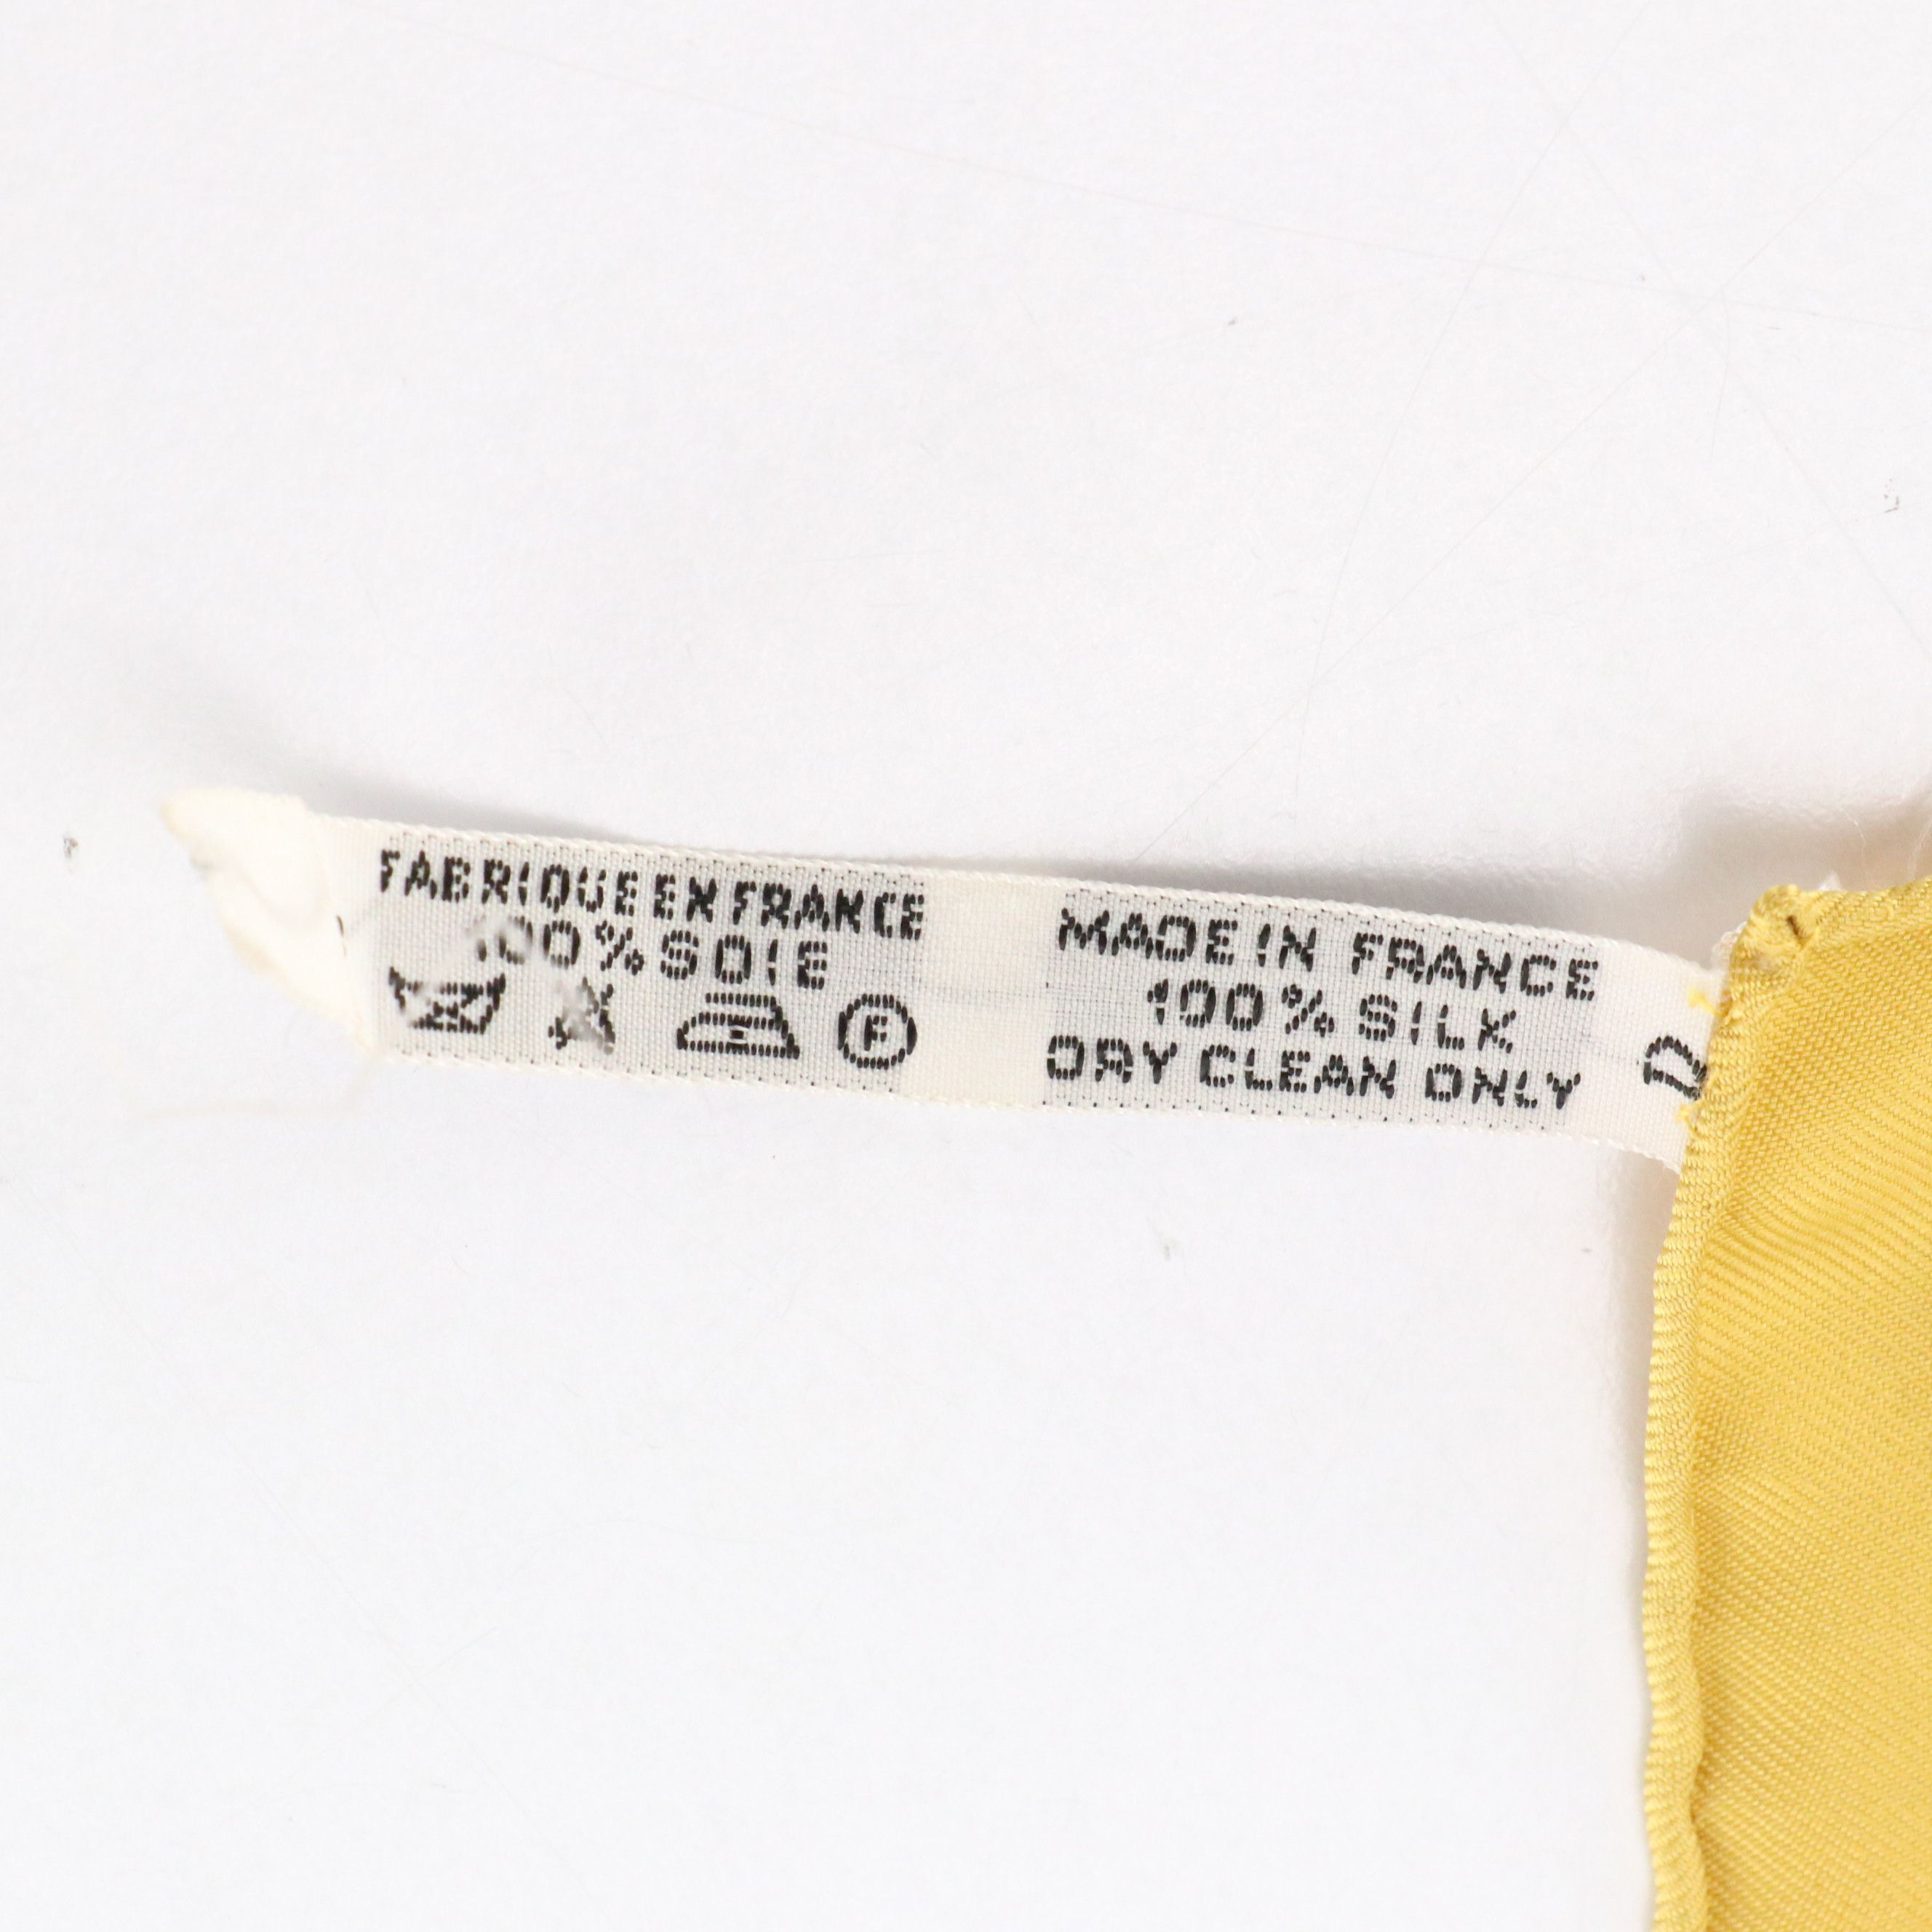 FABRIQUE EN FRANCE
100% SOIE
F
MADE IN FRANCE
100% SILK
DRY CLEAN ONLY
D